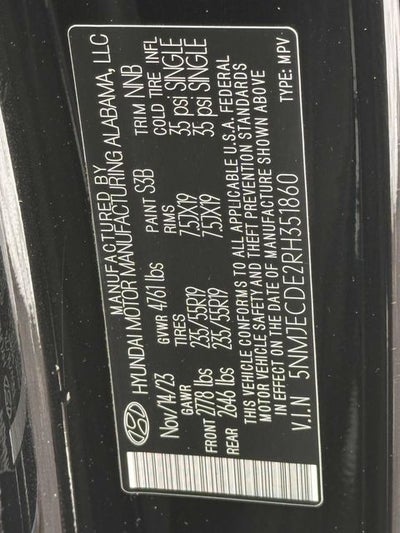 MANUFACTURED BY
HYUNDAI MOTOR MANUFACTURING ALABAMA, LLC
Nov/14/23 GVWR 4761 lbs PAINT S3B TRIM NNB
GAWR TIRES RIMS COLD TIRE INFL
FRONT 2778 lbs 235/55R19 7.5JX19 35 psi SINGLE
REAR 2646 lbs 235/55R19 7.5JX19 35 psi SINGLE
THIS VEHICLE CONFORMS TO ALL APPLICABLE U.S.A. FEDERAL
MOTOR VEHICLE SAFETY AND THEFT PREVENTION STANDARDS
IN EFFECT ON THE DATE OF MANUFACTURE SHOWN ABOVE
V.I.N 5NMJECDE2RH351860 TYPE: MPV